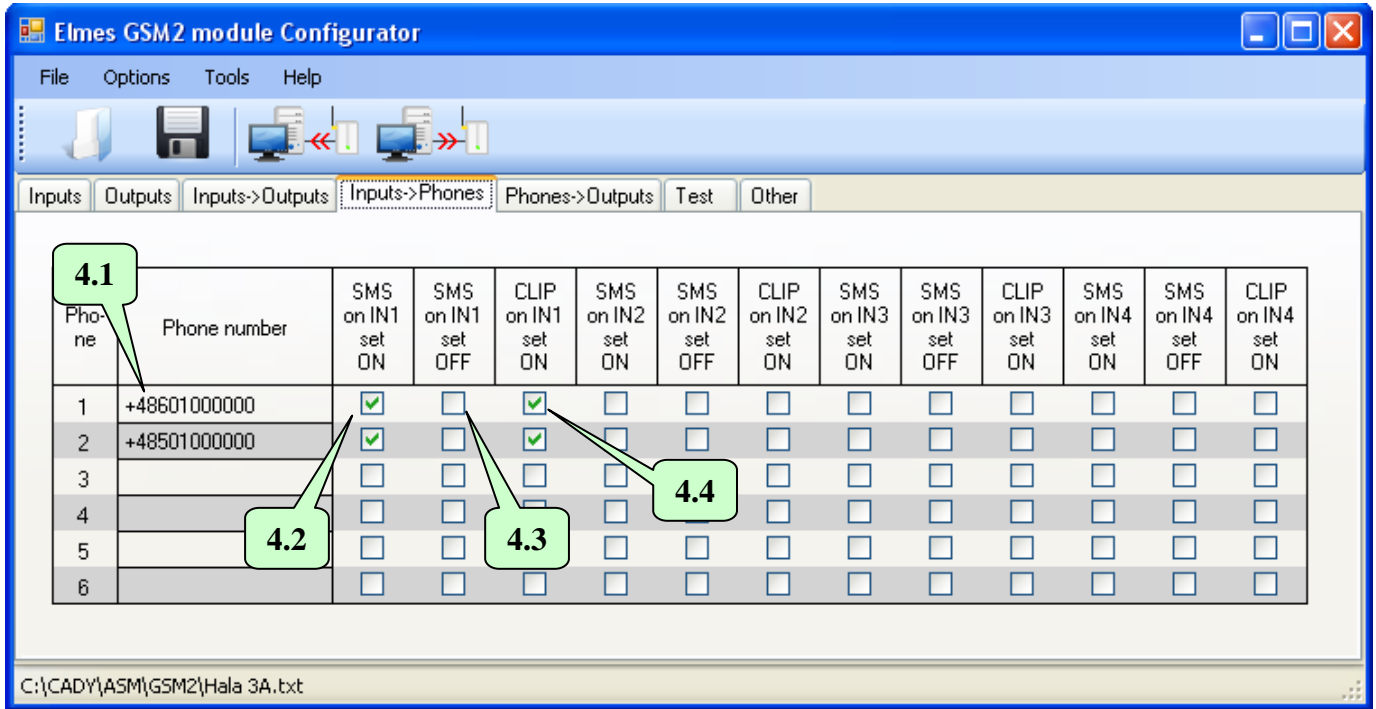 Elmes GSM2 module Configurator
File Options Tools Help
Inputs Outputs Inputs->Outputs Inputs->Phones Phones->Outputs Test Other
4.1
Pho-
ne
Phone number
SMS
on IN1
set
ON
SMS
on IN1
set
OFF
CLIP
on IN1
set
ON
SMS
on IN2
set
ON
SMS
on IN2
set
OFF
CLIP
on IN2
set
ON
SMS
on IN3
set
ON
SMS
on IN3
set
OFF
CLIP
on IN3
set
ON
SMS
on IN4
set
ON
SMS
on IN4
set
OFF
CLIP
on IN4
set
ON
1 +48601000000
2 +48501000000
3
4
5
6
4.2
4.3
4.4
C:\CADY\ASM\GSM2\Hala 3A.txt